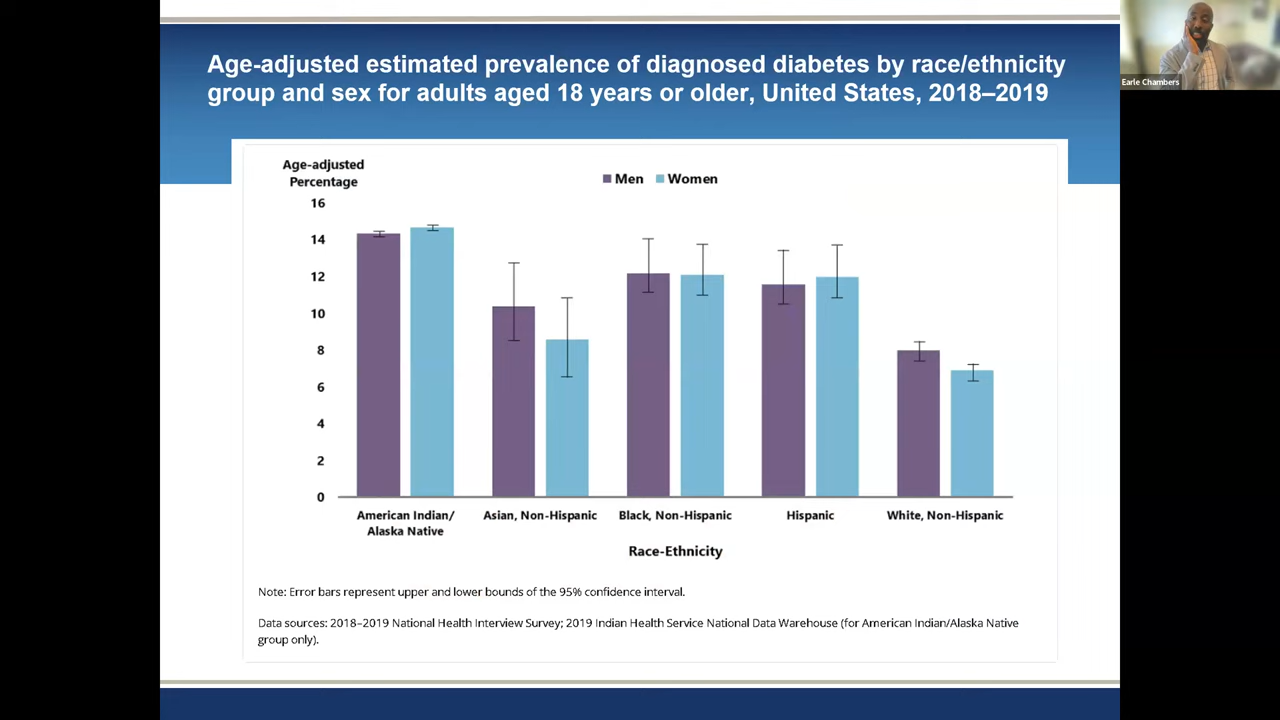 Age-adjusted estimated prevalence of diagnosed diabetes by race/ethnicity
group and sex for adults aged 18 years or older, United States, 2018–2019
Earle Chambers
Age-adjusted
Percentage
Men Women
16
14
12
10
8
6
4
2
0
American Indian/
Alaska Native
Asian, Non-Hispanic
Black, Non-Hispanic
Hispanic
White, Non-Hispanic
Race-Ethnicity
Note: Error bars represent upper and lower bounds of the 95% confidence interval.
Data sources: 2018–2019 National Health Interview Survey; 2019 Indian Health Service National Data Warehouse (for American Indian/Alaska Native
group only).